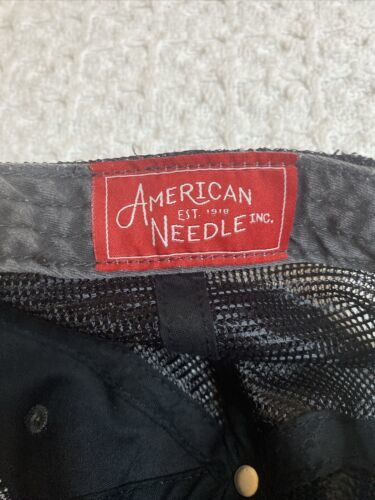 AMERICAN
EST. 1918
NEEDLE INC.